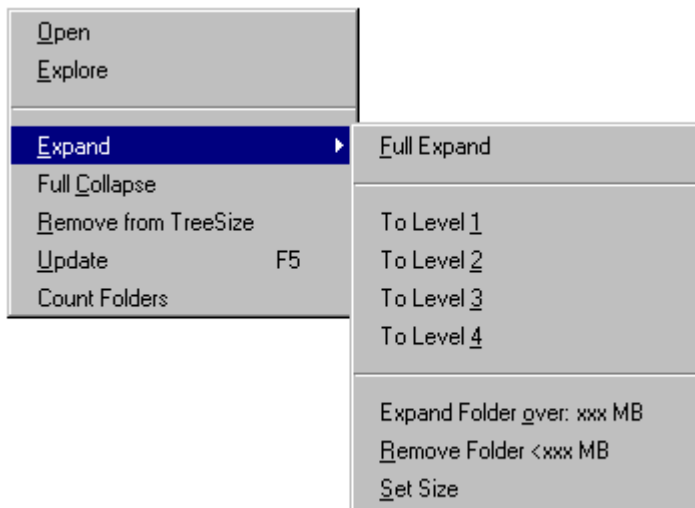 Open
Explore
Expand
Full Collapse
Remove from TreeSize
Update F5
Count Folders
Full Expand
To Level 1
To Level 2
To Level 3
To Level 4
Expand Folder over: xxx MB
Remove Folder <xxx MB
Set Size